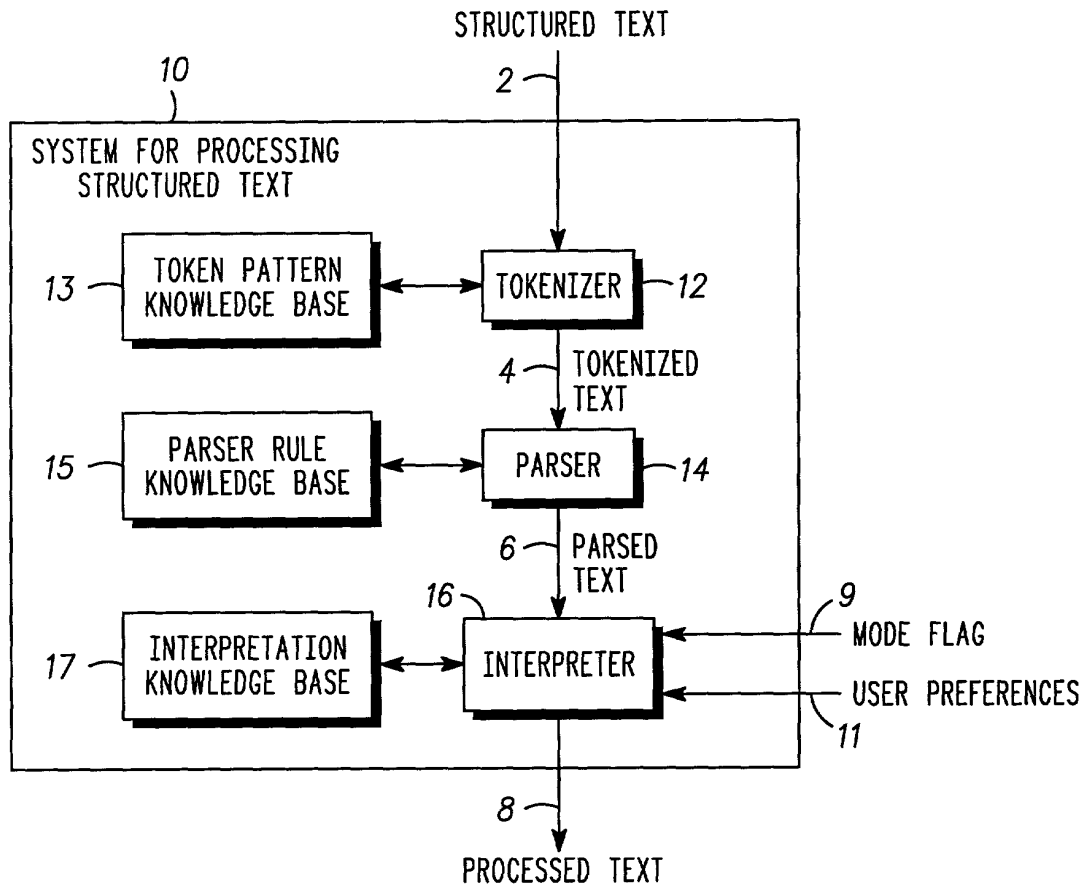 STRUCTURED TEXT
2
10
SYSTEM FOR PROCESSING
STRUCTURED TEXT
13
TOKEN PATTERN
KNOWLEDGE BASE
TOKENIZER
12
4
TOKENIZED
TEXT
15
PARSER RULE
KNOWLEDGE BASE
PARSER
14
6
PARSED
TEXT
16
17
INTERPRETATION
KNOWLEDGE BASE
INTERPRETER
9
MODE FLAG
USER PREFERENCES
11
8
PROCESSED TEXT